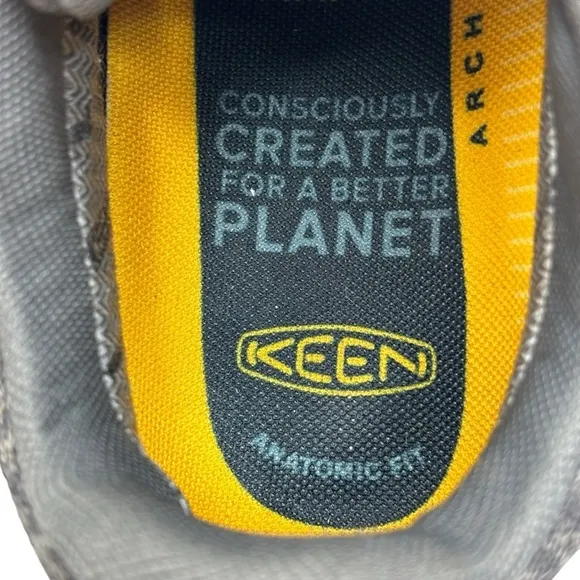 CONSCIOUSLY
CREATED
FOR A BETTER
PLANET
ARCH
KEEN
ANATOMIC FIT